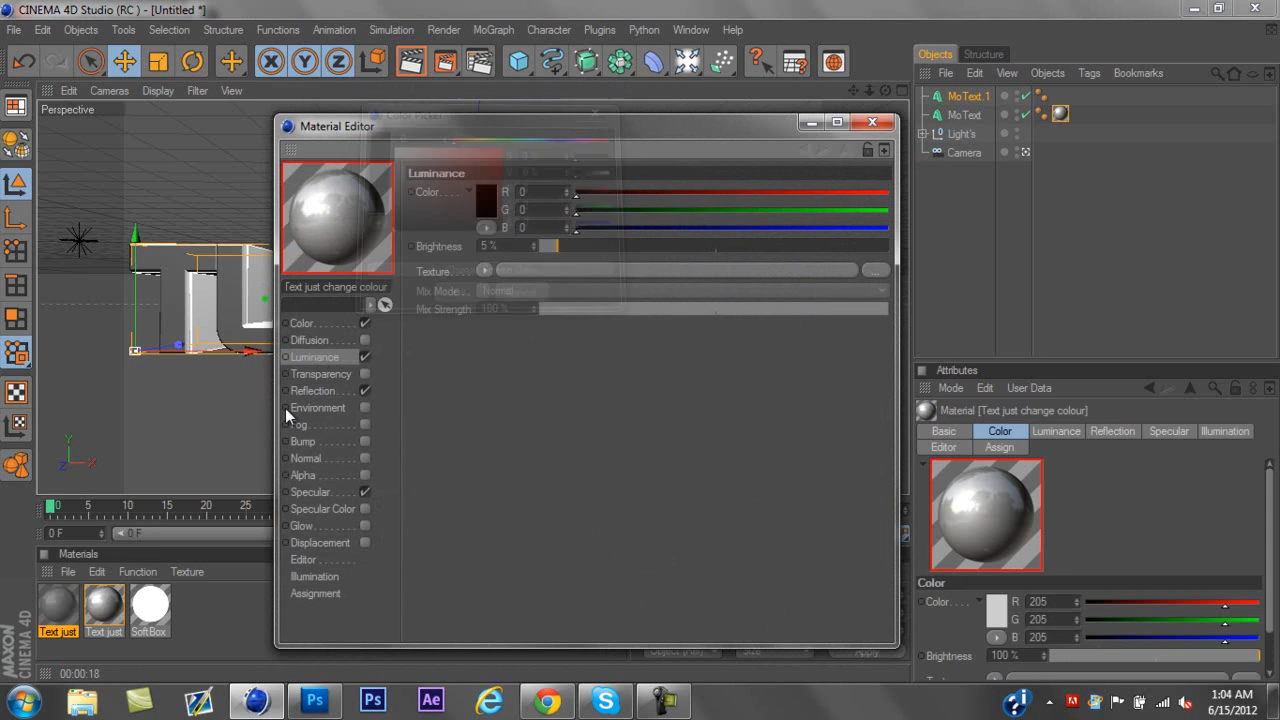 CINEMA 4D Studio (RC ) - [Untitled *]
File Edit Objects Tools Selection Structure Functions Animation Simulation Render MoGraph Character Plugins Python Window Help
Edit Cameras Display Filter View
Perspective
Objects Structure
File Edit View Objects Tags Bookmarks
MoText.1
MoText
Light's
Camera
Material Editor
Color Picker
Luminance
Color. . . .
R 0
G 0
B 0
Brightness 5 %
Texture.
Mix Mode. . Normal
Mix Strength. 100 %
Text just change colour
Color
Diffusion
Luminance
Transparency
Reflection
Environment
Fog
Bump
Normal
Alpha
Specular
Specular Color
Glow
Displacement
Editor
Illumination
Assignment
Y
X
Z
0 5 10 15 20 25
0 F 0 F
Materials
File Edit Function Texture
Text just Text just SoftBox
Apply
00:00:18
MAXON
CINEMA 4D
Attributes
Mode Edit User Data
Material [Text just change colour]
Basic Color Luminance Reflection Specular Illumination
Editor Assign
Color
Color. . . . R 205
G 205
B 205
Brightness 100 %
Ps Ps Ae
1:04 AM
6/15/2012